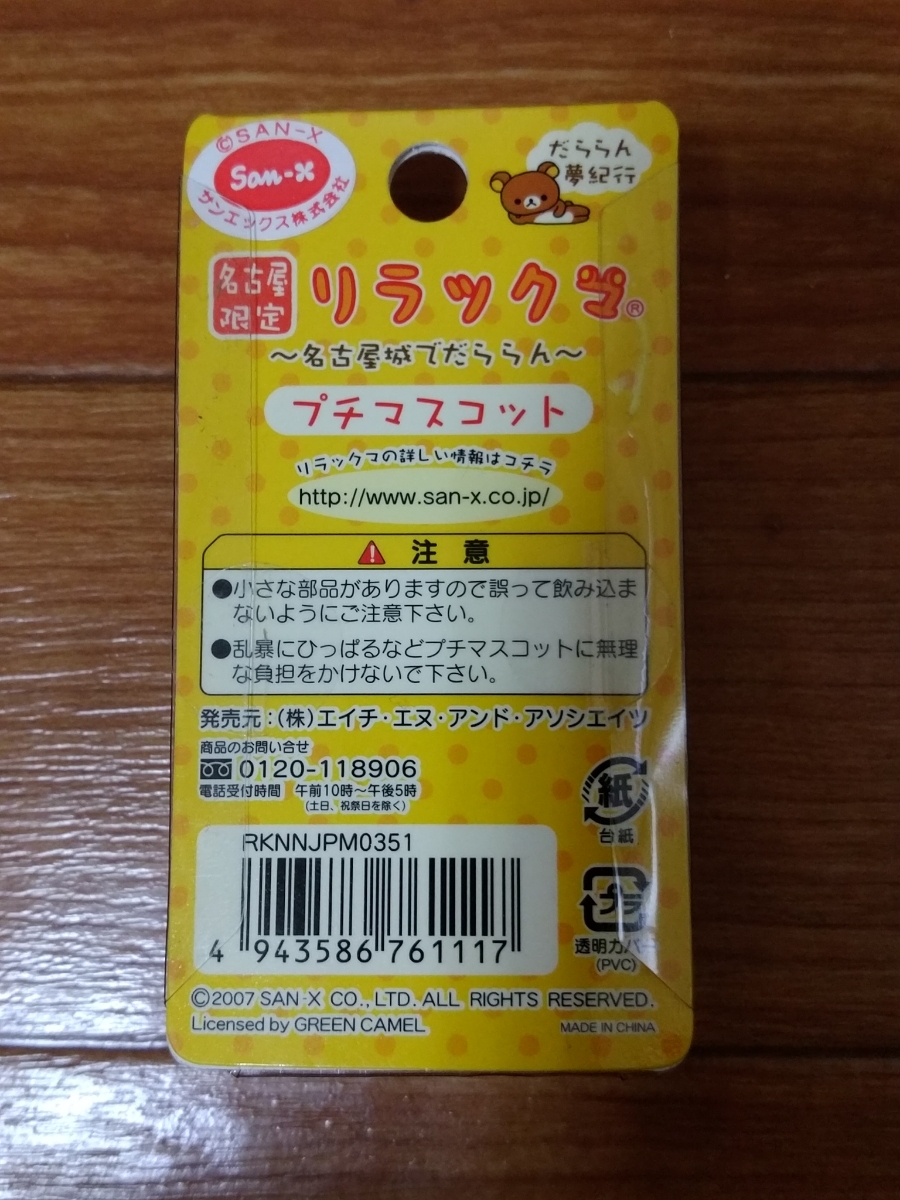 ©SAN-X
San-X
サンエックス株式会社
だららん
夢紀行
名古屋
限定
リラックマ®
～名古屋城でだららん～
プチマスコット
リラックマの詳しい情報はコチラ
http://www.san-x.co.jp/
注 意
●小さな部品がありますので誤って飲み込ま
ないようにご注意下さい。
●乱暴にひっぱるなどプチマスコットに無理
な負担をかけないで下さい。
発売元：(株)エイチ・エヌ・アンド・アソシエイツ
商品のお問い合せ
0120-118906
電話受付時間 午前10時～午後5時
(土日、祝祭日を除く)
紙
台紙
RKNNJPM0351
4 943586 761117
プラ
透明カバー
(PVC)
©2007 SAN-X CO.,LTD. ALL RIGHTS RESERVED.
Licensed by GREEN CAMEL
MADE IN CHINA